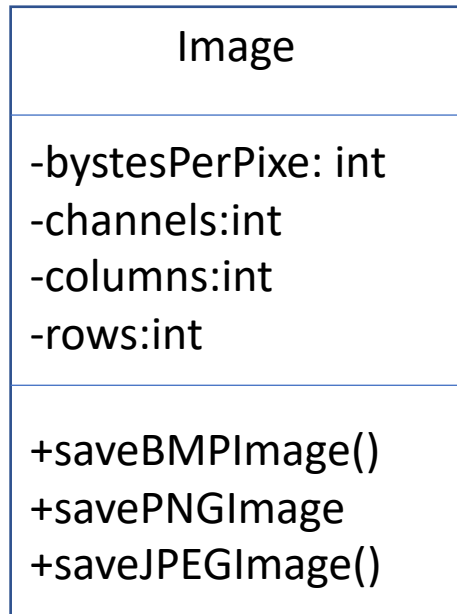 Image
-bystesPerPixe: int
-channels:int
-columns:int
-rows:int
+saveBMPImage()
+savePNGImage
+saveJPEGImage()